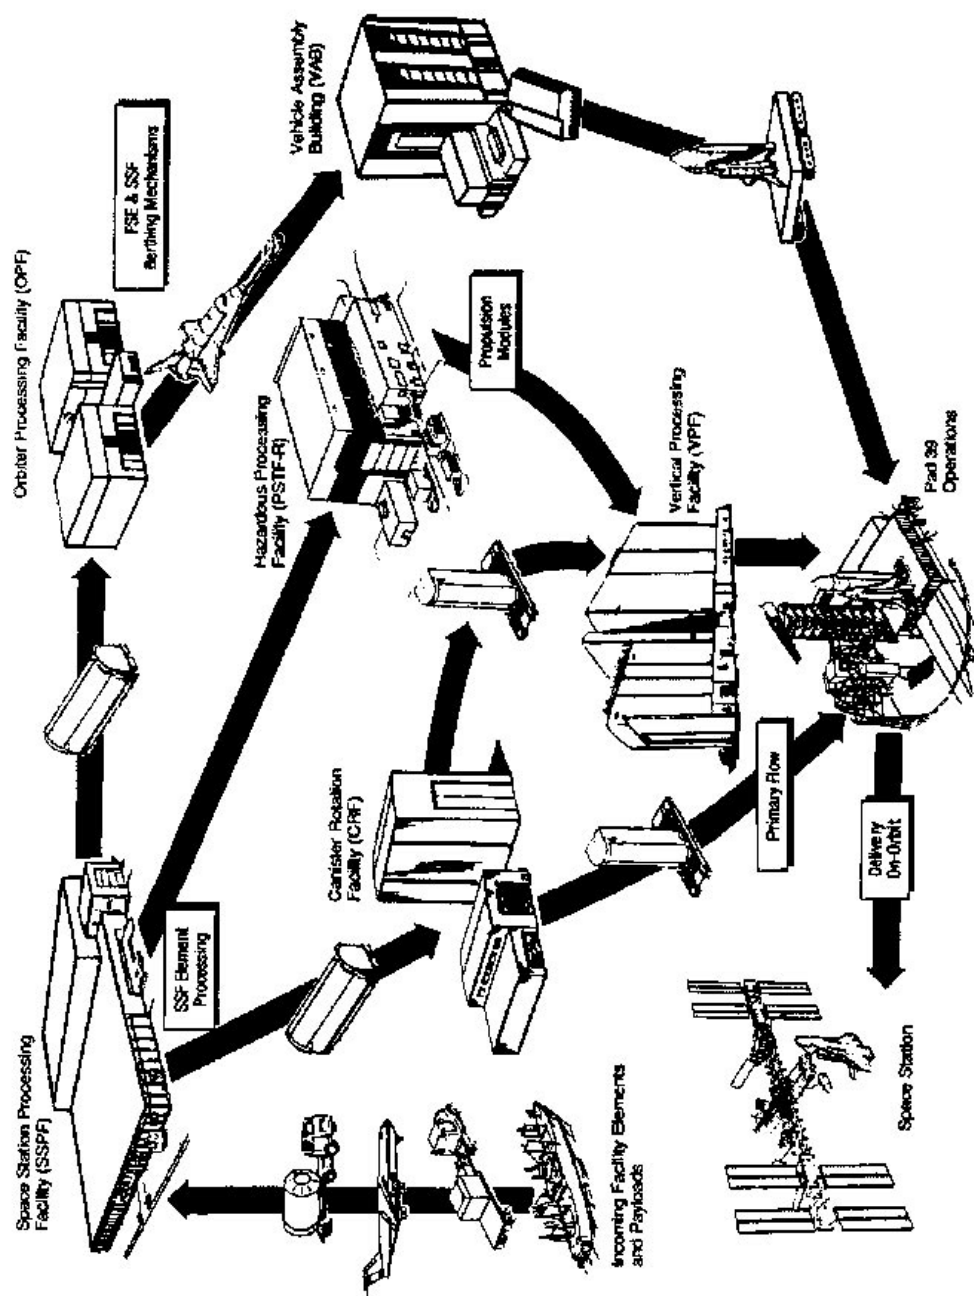 Space Station Processing
Facility (SSPF)
Orbiter Processing Facility (OPF)
FSE & SSF
Berthing Mechanisms
Vehicle Assembly
Building (VAB)
SSF Element
Processing
Hazardous Processing
Facility (PSTF-R)
Propulsion
Modules
Canister Rotation
Facility (CRF)
Vertical Processing
Facility (VPF)
Incoming Facility Elements
and Payloads
Primary Flow
Pad 39
Operations
Delivery
On-Orbit
Space Station